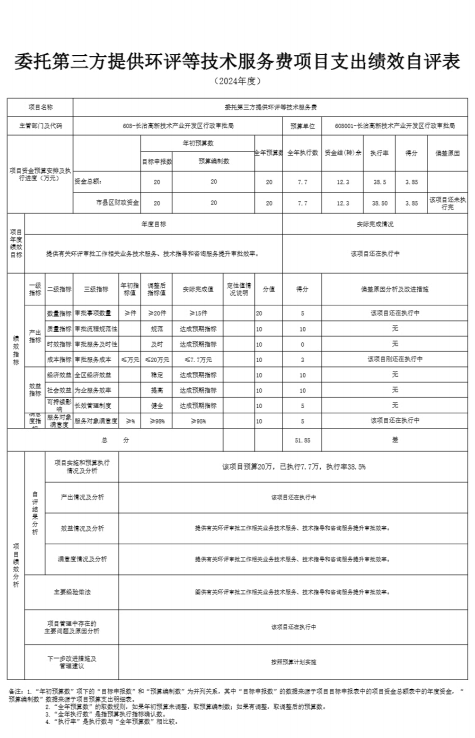 委托第三方提供环评等技术服务费项目支出绩效自评表
（2024年度）
项目名称 委托第三方提供环评等技术服务费
主管部门及代码 608-长治高新技术产业开发区行政审批局 预算单位 608001-长治高新技术产业开发区行政审批局
项目资金预算安排及执行进度（万元） 年初预算数 全年预算数 全年执行数 资金结(转)余 执行率 得分 偏差原因
目标申报数 预算编制数
资金总额: 20 20 20 7.7 12.3 38.5 3.85
市县区财政资金 20 20 20 7.7 12.3 38.50 3.85 该项目还未执行完
项目年度绩效目标 年度目标 实际完成情况
提供有关环评审批工作相关业务技术服务、技术指导和咨询服务提升审批效率。 该项目还在执行中
绩效指标 一级指标 二级指标 三级指标 年初指标值 调整后指标值 实际完成值 定性值情况说明 分值 得分 偏差原因分析及改进措施
产出指标 数量指标 审批事项数量 ≥件 ≥20件 ≥15件 20 5 该项目还在执行中
质量指标 审批流程规范性 规范 达成预期指标 10 10 无
时效指标 审批服务及时性 及时 达成预期指标 10 0 无
成本指标 审批服务成本 ≤万元 ≤20万元 ≤7.7万元 10 3 该项目刚还在执行中
效益指标 经济效益 全区经济效益 稳定 达成预期指标 10 10 无
社会效益 为企服务效率 提高 达成预期指标 10 10 无
可持续影响 长效管理制度 健全 达成预期指标 10 5 无
满意度指标 服务对象满意度 服务对象满意度 ≥% ≥98% ≥90% 10 5 该项目还在执行中
总 分 51.85 差
项目绩效分析 自评结果分析 项目实施和预算执行情况及分析 该项目预算20万，已执行7.7万，执行率38.5%
产出情况及分析 该项目还在执行中
效益情况及分析 提供有关环评审批工作相关业务技术服务、技术指导和咨询服务提升审批效率。
满意度情况及分析 提供有关环评审批工作相关业务技术服务、技术指导和咨询服务提升审批效率。
主要经验做法 提供有关环评审批工作相关业务技术服务、技术指导和咨询服务提升审批效率。
项目管理中存在的主要问题及原因分析 该项目还在执行中
下一步改进措施及管理建议 按照预算计划实施
备注：1.“年初预算数”项下的“目标申报数”和“预算编制数”为并列关系。其中“目标申报数”的数据来源于项目目标申报表中的项目资金总额表中的年度资金，“
预算编制数”数据来源于项目预算支出明细表。
2.“全年预算数”的取数规则，如果年初预算未调整，取预算编制数；如果有调整，取调整后的预算数。
3.“全年执行数”是指预算执行指标确认数。
4.“执行率”是执行数与“全年预算数”相比较。